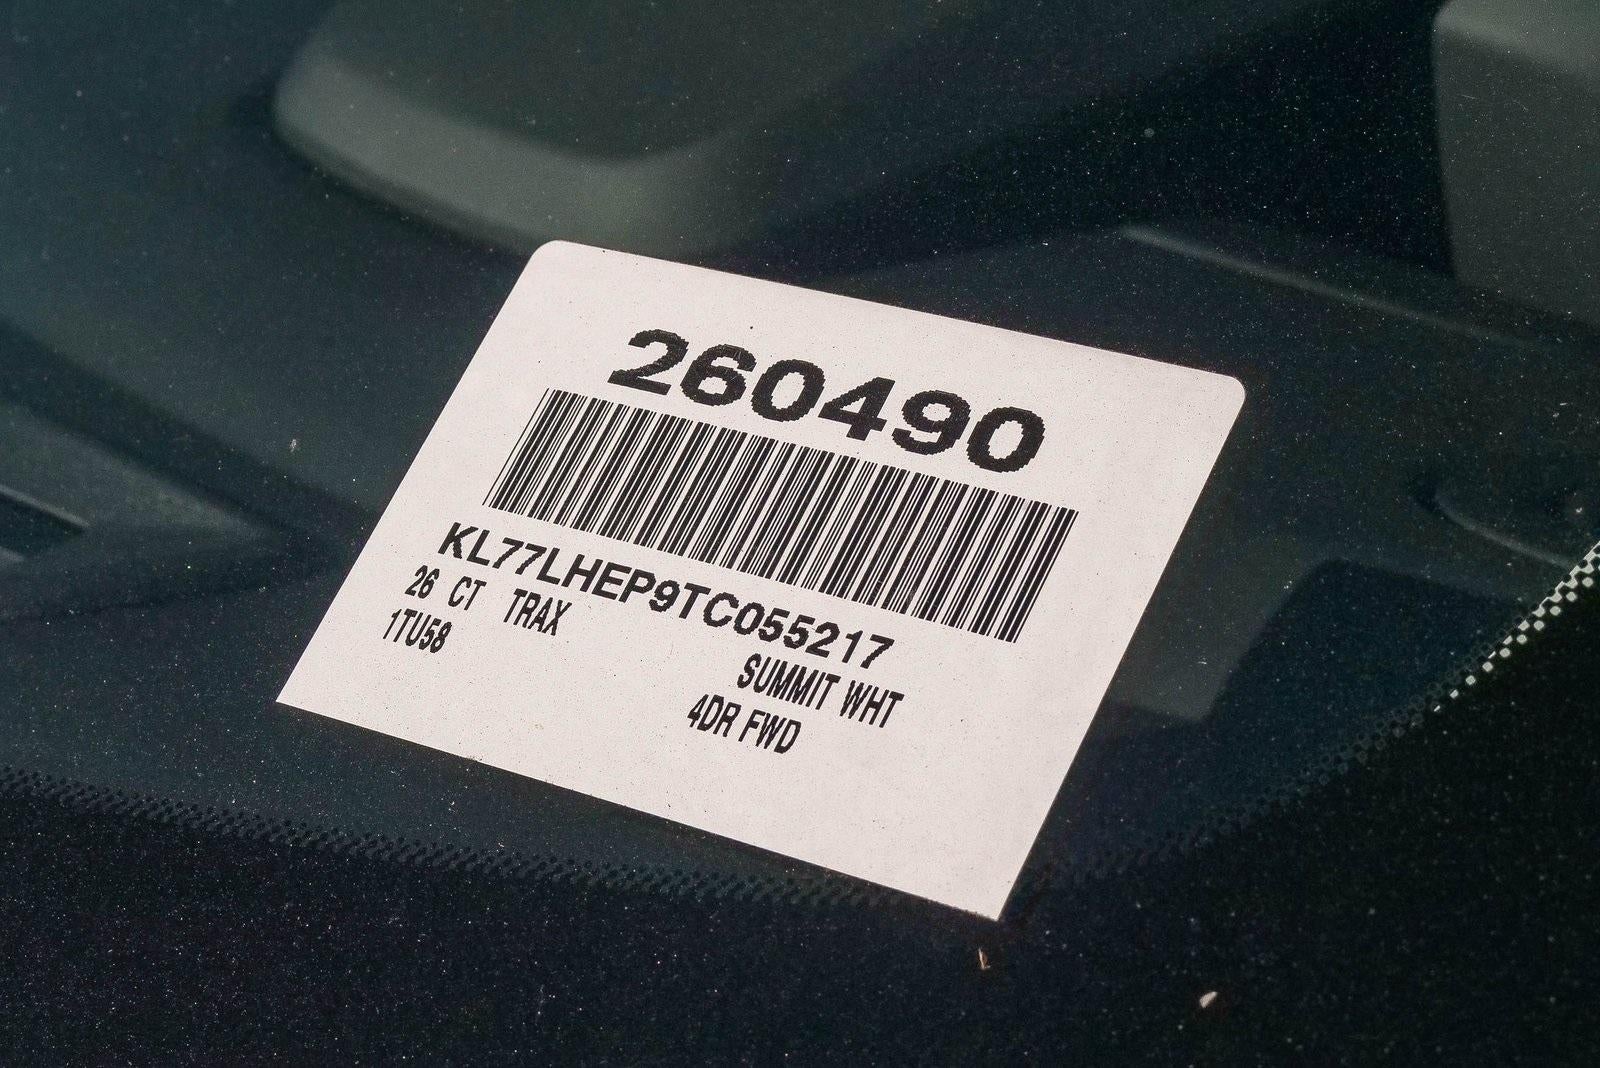 260490
KL77LHEP9TC055217
26 CT TRAX SUMMIT WHT
1TU58 4DR FWD